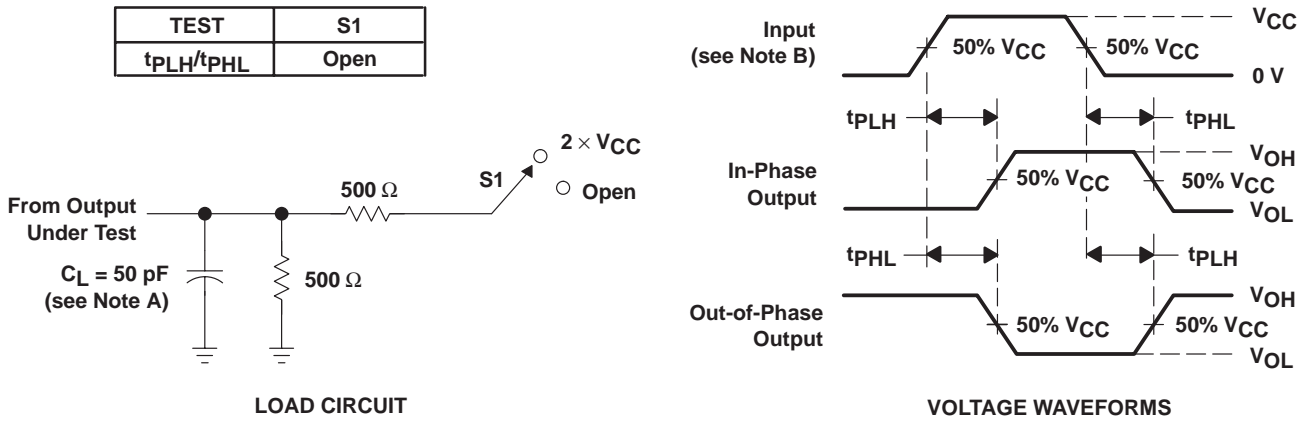 TEST S1
tPLH/tPHL Open
2 × VCC
S1
Open
500 Ω
From Output
Under Test
CL = 50 pF
(see Note A)
500 Ω
LOAD CIRCUIT
Input
(see Note B)
50% VCC
50% VCC
VCC
0 V
tPLH
tPHL
In-Phase
Output
50% VCC
50% VCC
VOH
VOL
tPHL
tPLH
Out-of-Phase
Output
50% VCC
50% VCC
VOH
VOL
VOLTAGE WAVEFORMS